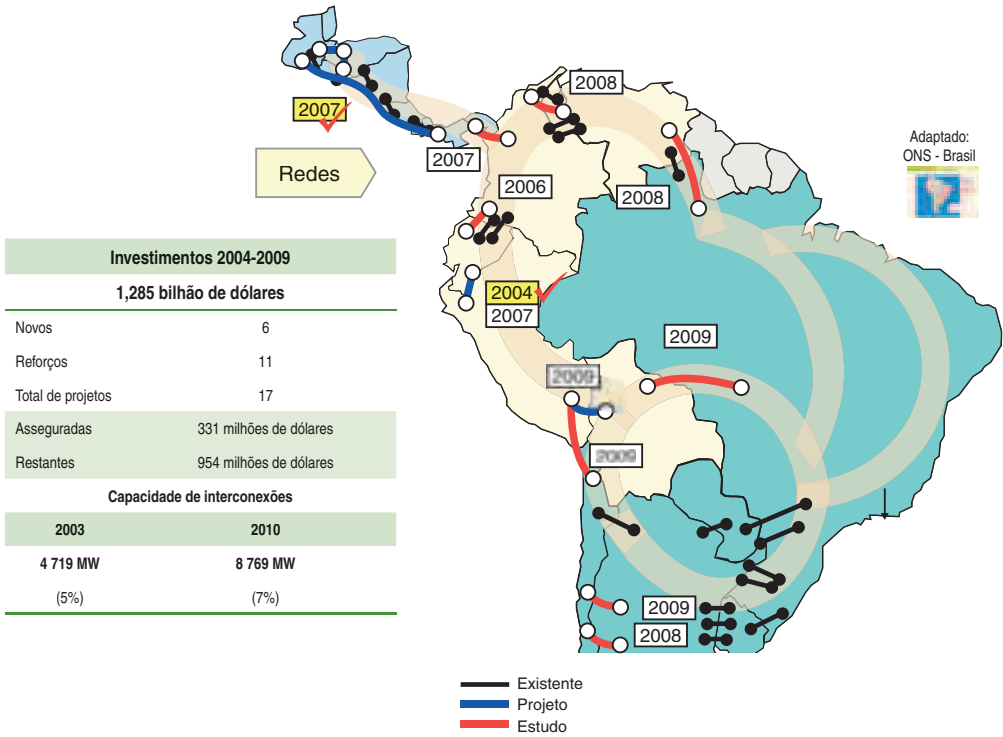 2008
2007
Adaptado:
ONS - Brasil
2007
Redes
2006
2008
Investimentos 2004-2009
1,285 bilhão de dólares
Novos 6
Reforços 11
Total de projetos 17
Asseguradas 331 milhões de dólares
Restantes 954 milhões de dólares
Capacidade de interconexões
2003 2010
4 719 MW 8 769 MW
(5%) (7%)
2004
2007
2009
2009
2009
2009
2008
Existente
Projeto
Estudo